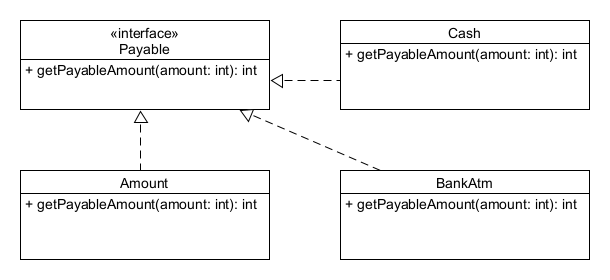 «interface»
Payable
+ getPayableAmount(amount: int): int
Cash
+ getPayableAmount(amount: int): int
Amount
+ getPayableAmount(amount: int): int
BankAtm
+ getPayableAmount(amount: int): int